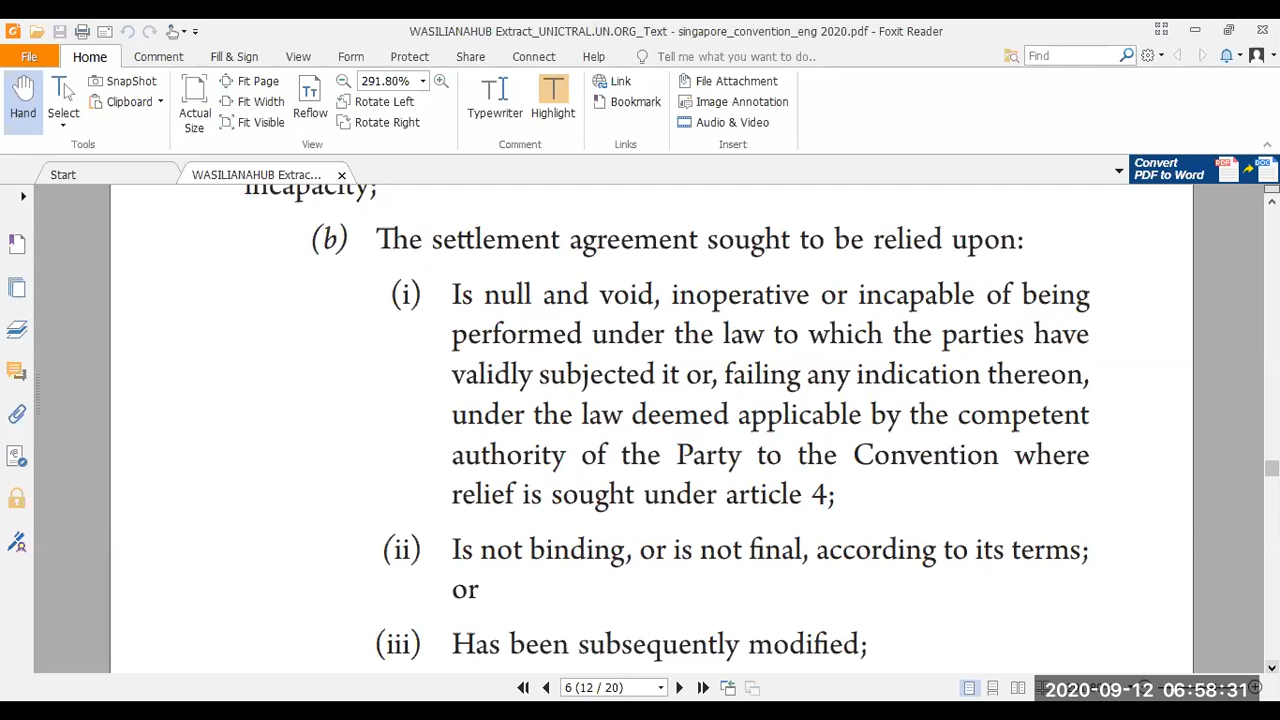 WASILIANAHUB Extract_UNICTRAL.UN.ORG_Text - singapore_convention_eng 2020.pdf - Foxit Reader
File Home Comment Fill & Sign View Form Protect Share Connect Help Tell me what you want to do.. Find
Hand
Select
SnapShot
Clipboard
Actual Size
Fit Page
Fit Width
Fit Visible
Reflow
291.80%
Rotate Left
Rotate Right
Typewriter
Highlight
Link
Bookmark
File Attachment
Image Annotation
Audio & Video
Tools View Comment Links Insert
Start WASILIANAHUB Extrac... Convert
PDF to Word PDF DOC
incapacity;
(b) The settlement agreement sought to be relied upon:
(i) Is null and void, inoperative or incapable of being
performed under the law to which the parties have
validly subjected it or, failing any indication thereon,
under the law deemed applicable by the competent
authority of the Party to the Convention where
relief is sought under article 4;
(ii) Is not binding, or is not final, according to its terms;
or
(iii) Has been subsequently modified;
6 (12 / 20)
2020-09-12 06:58:31